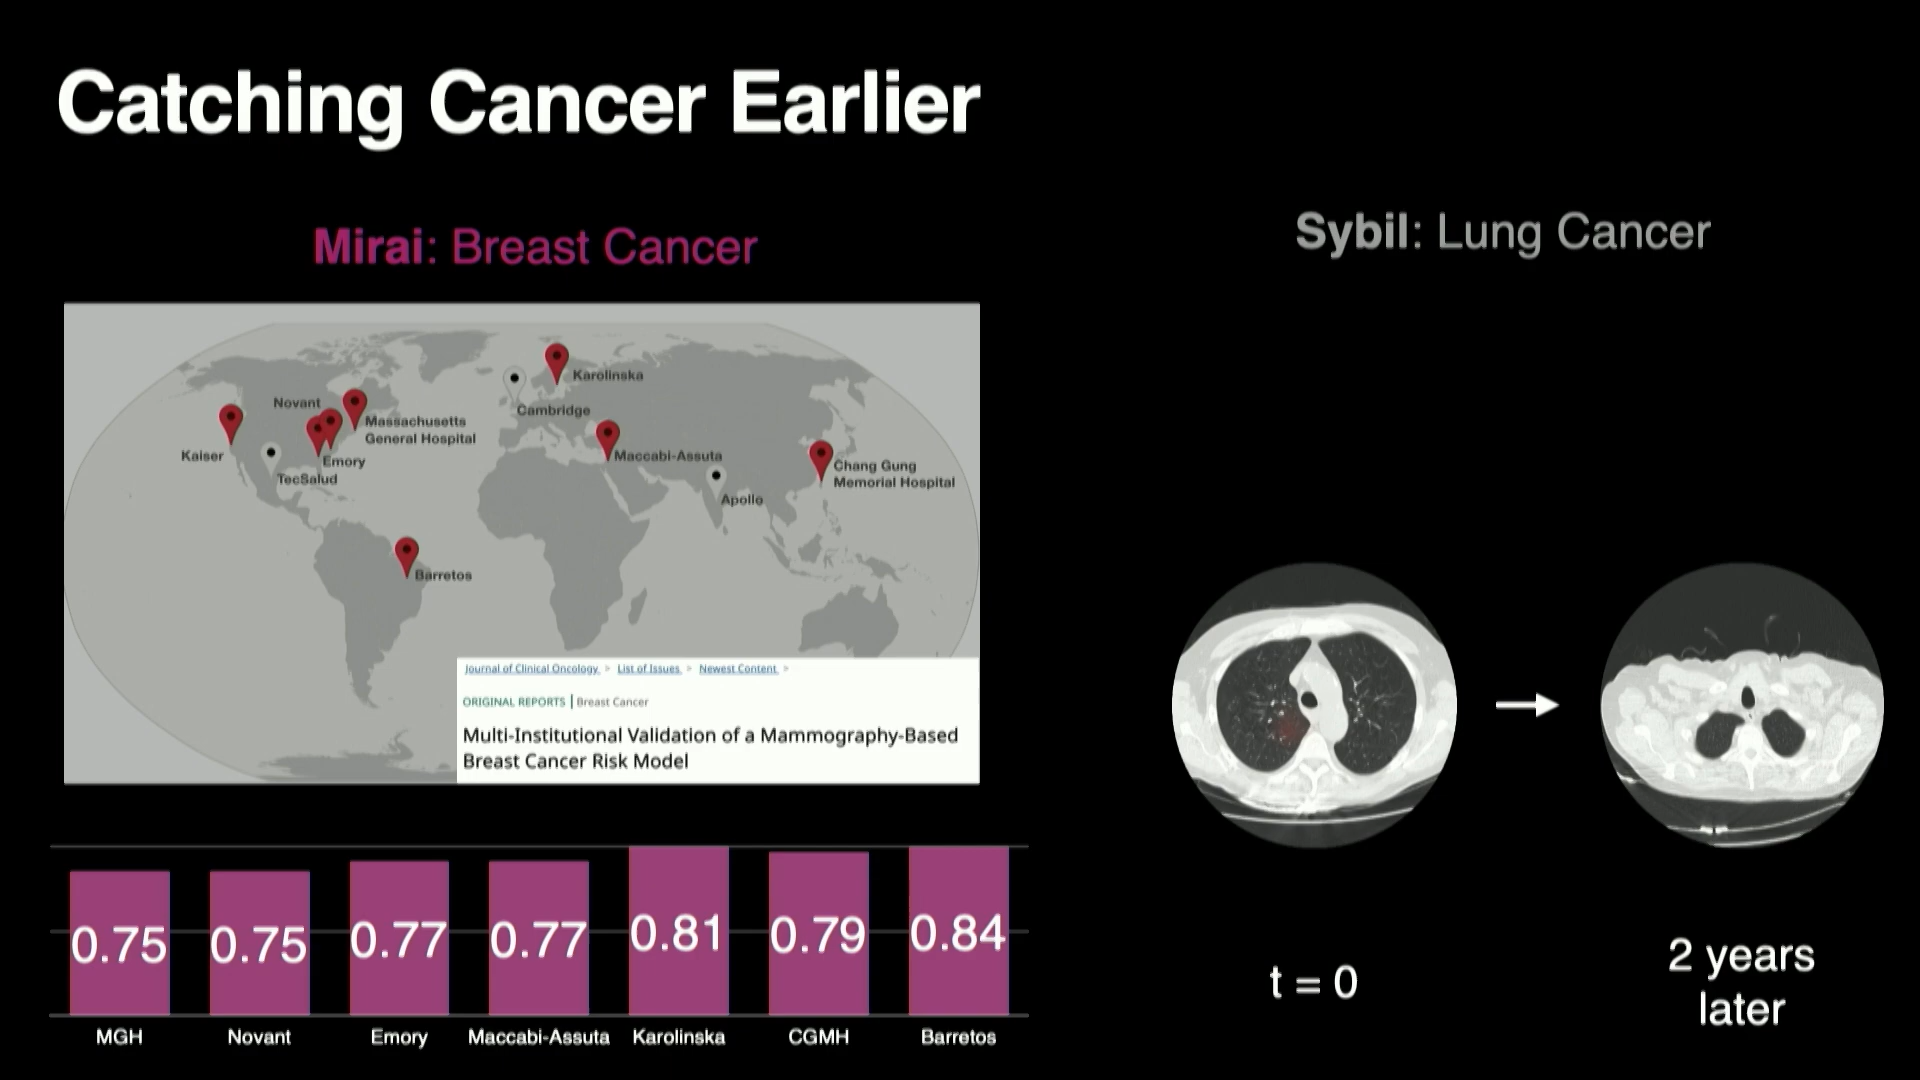 Catching Cancer Earlier
Mirai: Breast Cancer
Sybil: Lung Cancer
Karolinska
Cambridge
Novant
Massachusetts
General Hospital
Kaiser
Emory
TecSalud
Maccabi-Assuta
Apollo
Chang Gung
Memorial Hospital
Barretos
Journal of Clinical Oncology > List of Issues > Newest Content >
ORIGINAL REPORTS | Breast Cancer
Multi-Institutional Validation of a Mammography-Based
Breast Cancer Risk Model
0.75 0.75 0.77 0.77 0.81 0.79 0.84
MGH Novant Emory Maccabi-Assuta Karolinska CGMH Barretos
t = 0
2 years
later